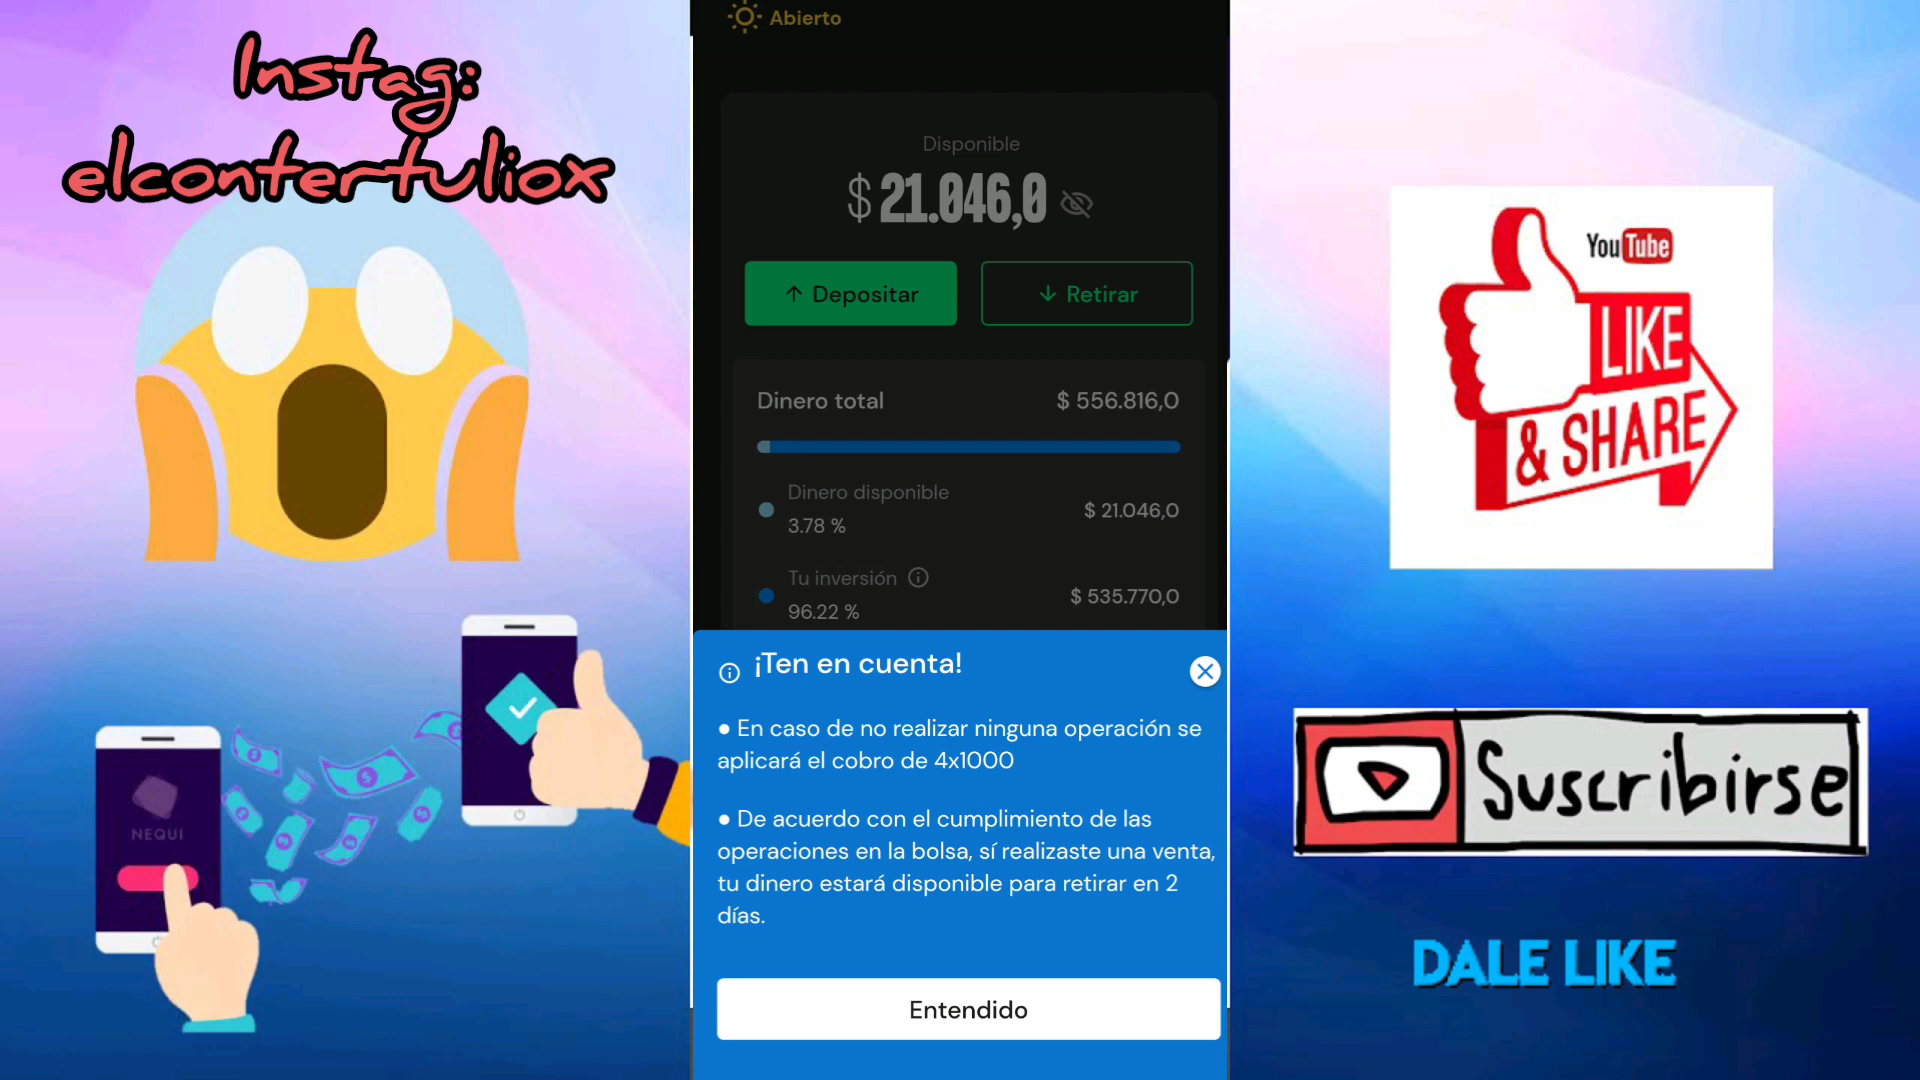 Instag:
elcontertuliox
NEQUI
Abierto
Disponible
$ 21.046,0
↑ Depositar
↓ Retirar
Dinero total $ 556.816,0
Dinero disponible
3.78 %
$ 21.046,0
Tu inversión
96.22 %
$ 535.770,0
¡Ten en cuenta!
● En caso de no realizar ninguna operación se
aplicará el cobro de 4x1000
● De acuerdo con el cumplimiento de las
operaciones en la bolsa, sí realizaste una venta,
tu dinero estará disponible para retirar en 2
días.
Entendido
YouTube
LIKE
& SHARE
Suscribirse
DALE LIKE